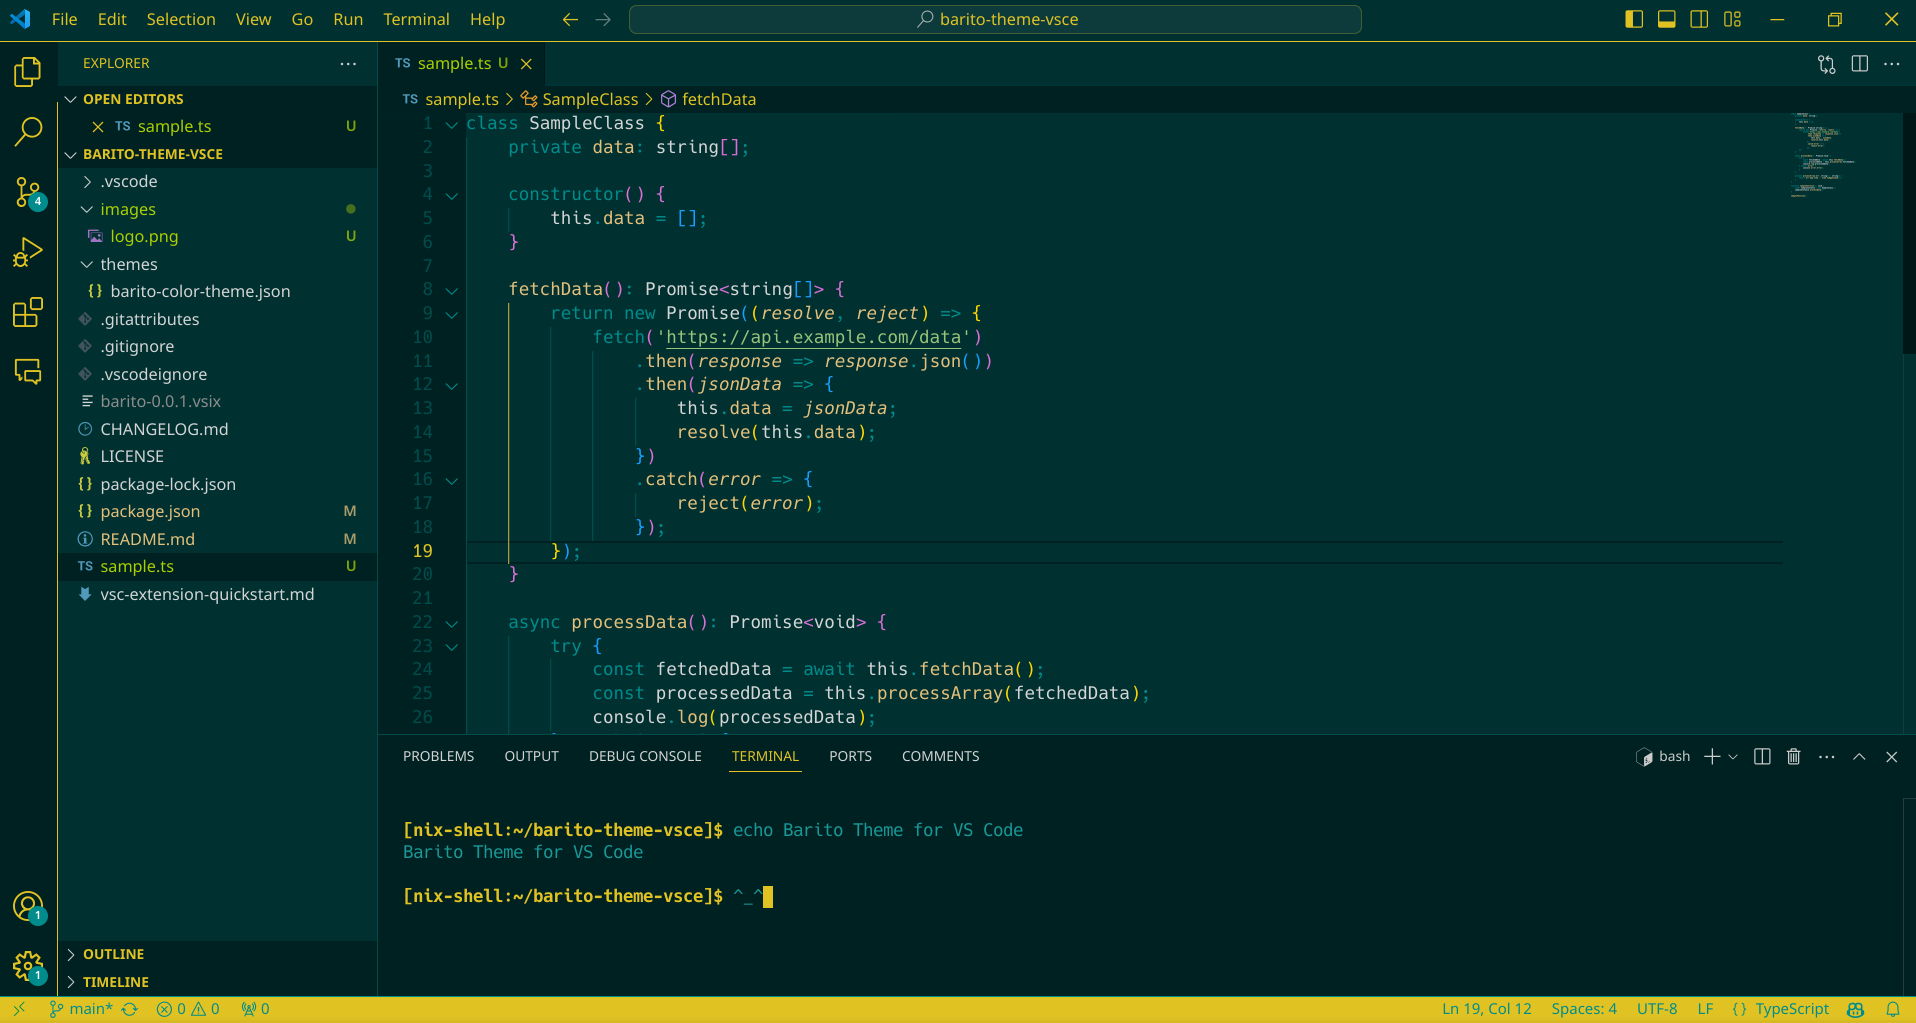 File Edit Selection View Go Run Terminal Help barito-theme-vsce
EXPLORER
OPEN EDITORS
TS sample.ts U
BARITO-THEME-VSCE
.vscode
images
logo.png U
themes
{} barito-color-theme.json
.gitattributes
.gitignore
.vscodeignore
barito-0.0.1.vsix
CHANGELOG.md
LICENSE
{} package-lock.json
{} package.json M
README.md M
TS sample.ts U
vsc-extension-quickstart.md
OUTLINE
TIMELINE
4
1
1
TS sample.ts U
TS sample.ts > SampleClass > fetchData
1 class SampleClass {
2 private data: string[];
3
4 constructor() {
5 this.data = [];
6 }
7
8 fetchData(): Promise<string[]> {
9 return new Promise((resolve, reject) => {
10 fetch('https://api.example.com/data')
11 .then(response => response.json())
12 .then(jsonData => {
13 this.data = jsonData;
14 resolve(this.data);
15 })
16 .catch(error => {
17 reject(error);
18 });
19 });
20 }
21
22 async processData(): Promise<void> {
23 try {
24 const fetchedData = await this.fetchData();
25 const processedData = this.processArray(fetchedData);
26 console.log(processedData);
PROBLEMS OUTPUT DEBUG CONSOLE TERMINAL PORTS COMMENTS bash
[nix-shell:~/barito-theme-vsce]$ echo Barito Theme for VS Code
Barito Theme for VS Code
[nix-shell:~/barito-theme-vsce]$ ^_^
main* 0 0 0 Ln 19, Col 12 Spaces: 4 UTF-8 LF {} TypeScript